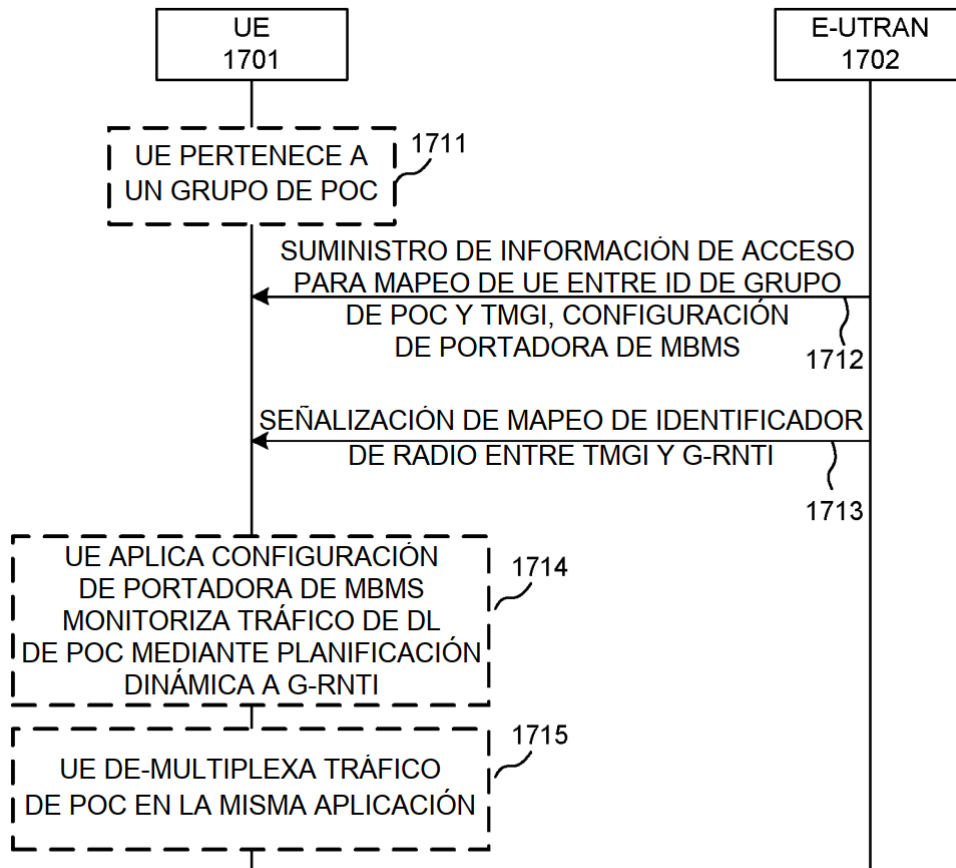 UE
1701
E-UTRAN
1702
UE PERTENECE A
UN GRUPO DE POC
1711
SUMINISTRO DE INFORMACIÓN DE ACCESO
PARA MAPEO DE UE ENTRE ID DE GRUPO
DE POC Y TMGI, CONFIGURACIÓN
DE PORTADORA DE MBMS
1712
SEÑALIZACIÓN DE MAPEO DE IDENTIFICADOR
DE RADIO ENTRE TMGI Y G-RNTI
1713
UE APLICA CONFIGURACIÓN
DE PORTADORA DE MBMS
MONITORIZA TRÁFICO DE DL
DE POC MEDIANTE PLANIFICACIÓN
DINÁMICA A G-RNTI
1714
UE DE-MULTIPLEXA TRÁFICO
DE POC EN LA MISMA APLICACIÓN
1715